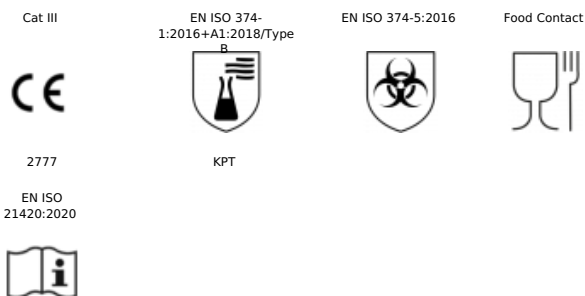 Cat III
EN ISO 374-
1:2016+A1:2018/Type
B
EN ISO 374-5:2016
Food Contact
CE
2777
KPT
EN ISO
21420:2020
i